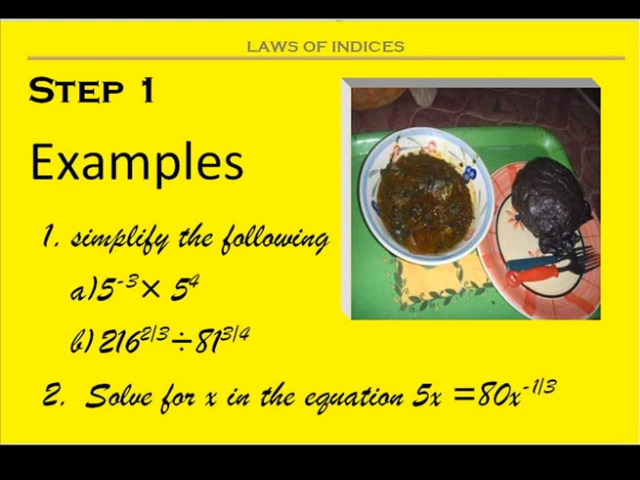 LAWS OF INDICES
STEP 1
Examples
1. simplify the following
a) 5⁻³ × 5⁴
b) 216²/³ ÷ 81³/⁴
2. Solve for x in the equation 5x = 80x⁻¹/³